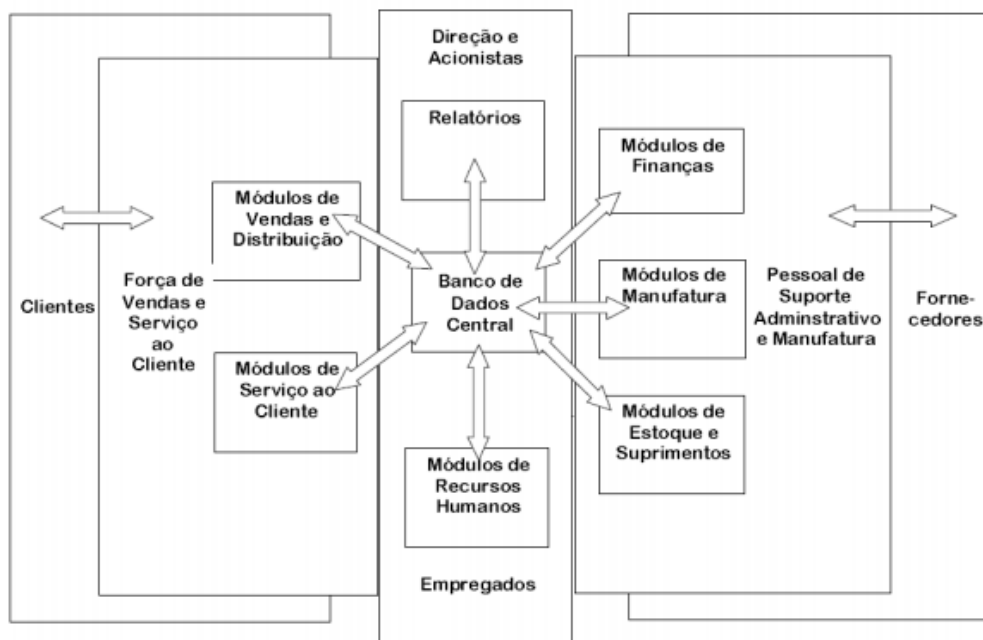 Direção e
Acionistas
Relatórios
Módulos de
Finanças
Módulos de
Vendas e
Distribuição
Clientes
Força de
Vendas e
Serviço
ao
Cliente
Banco de
Dados
Central
Módulos de
Manufatura
Pessoal de
Suporte
Adminstrativo
e Manufatura
Forne-
cedores
Módulos de
Serviço ao
Cliente
Módulos de
Estoque e
Suprimentos
Módulos de
Recursos
Humanos
Empregados